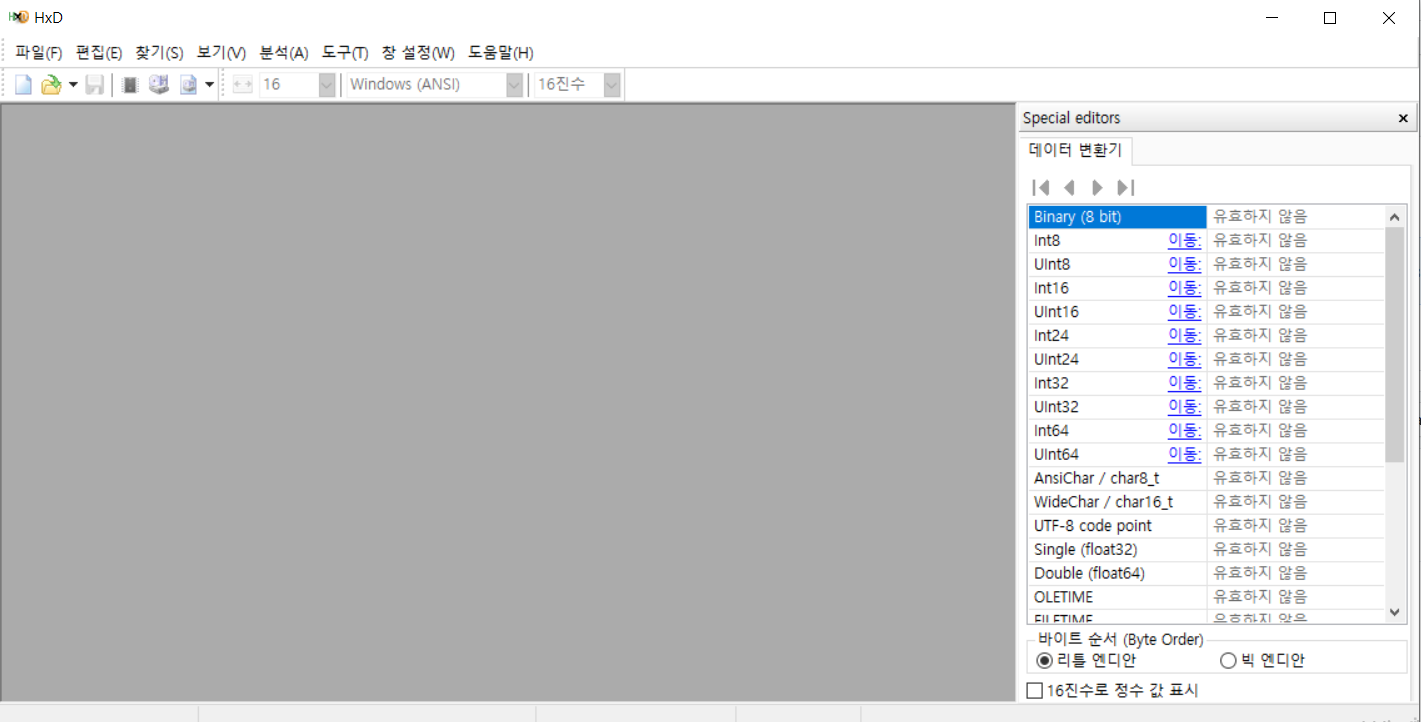 HxD
파일(F) 편집(E) 찾기(S) 보기(V) 분석(A) 도구(T) 창 설정(W) 도움말(H)
16 Windows (ANSI) 16진수
Special editors
데이터 변환기
Binary (8 bit) 유효하지 않음
Int8 이동: 유효하지 않음
UInt8 이동: 유효하지 않음
Int16 이동: 유효하지 않음
UInt16 이동: 유효하지 않음
Int24 이동: 유효하지 않음
UInt24 이동: 유효하지 않음
Int32 이동: 유효하지 않음
UInt32 이동: 유효하지 않음
Int64 이동: 유효하지 않음
UInt64 이동: 유효하지 않음
AnsiChar / char8_t 유효하지 않음
WideChar / char16_t 유효하지 않음
UTF-8 code point 유효하지 않음
Single (float32) 유효하지 않음
Double (float64) 유효하지 않음
OLETIME 유효하지 않음
FILETIME 유효하지 않음
바이트 순서 (Byte Order)
리틀 엔디안 빅 엔디안
16진수로 정수 값 표시